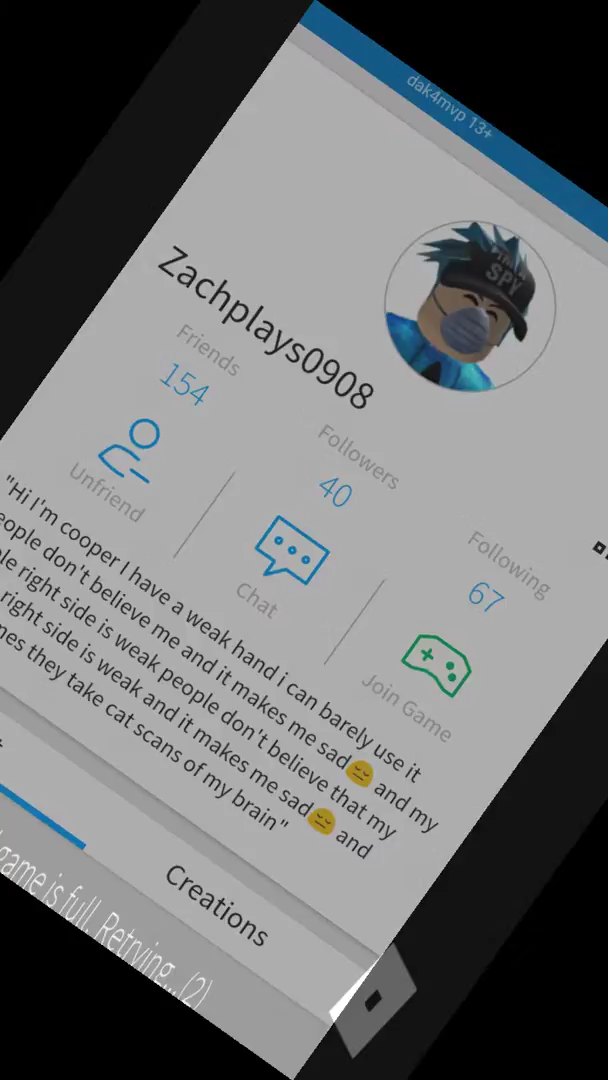 dak4mvp 13+
SPY
Zachplays0908
Friends
154
Followers
40
Following
67
Unfriend
Chat
Join Game
"Hi I'm cooper I have a weak hand i can barely use it
people don't believe me and it makes me sad😔 and my
right side is weak people don't believe that my
right side is weak and it makes me sad😔 and
they take cat scans of my brain"
Creations
game is full. Retrying...(2)